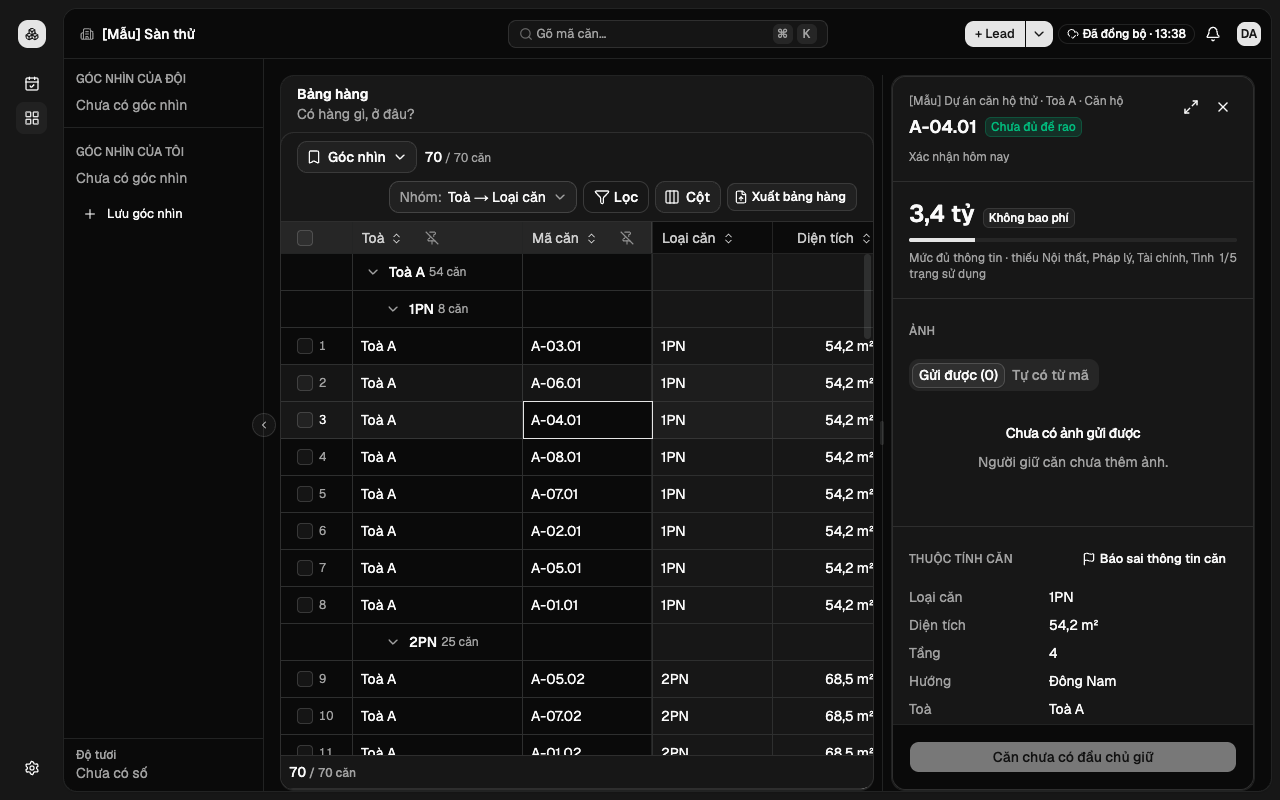 [Mẫu] Sàn thử
Gõ mã căn…
⌘ K
+ Lead
Đã đồng bộ · 13:38
DA
GÓC NHÌN CỦA ĐỘI
Chưa có góc nhìn
GÓC NHÌN CỦA TÔI
Chưa có góc nhìn
+ Lưu góc nhìn
Độ tươi
Chưa có số
Bảng hàng
Có hàng gì, ở đâu?
Góc nhìn
70 / 70 căn
Nhóm: Toà → Loại căn
Lọc
Cột
Xuất bảng hàng
Toà Mã căn Loại căn Diện tích
Toà A 54 căn
1PN 8 căn
1 Toà A A-03.01 1PN 54,2 m²
2 Toà A A-06.01 1PN 54,2 m²
3 Toà A A-04.01 1PN 54,2 m²
4 Toà A A-08.01 1PN 54,2 m²
5 Toà A A-07.01 1PN 54,2 m²
6 Toà A A-02.01 1PN 54,2 m²
7 Toà A A-05.01 1PN 54,2 m²
8 Toà A A-01.01 1PN 54,2 m²
2PN 25 căn
9 Toà A A-05.02 2PN 68,5 m²
10 Toà A A-07.02 2PN 68,5 m²
11 Toà A A-01.02 2PN 68,5 m²
70 / 70 căn
[Mẫu] Dự án căn hộ thử · Toà A · Căn hộ
A-04.01 Chưa đủ để rao
Xác nhận hôm nay
3,4 tỷ Không bao phí
Mức đủ thông tin · thiếu Nội thất, Pháp lý, Tài chính, Tình 1/5
trạng sử dụng
ẢNH
Gửi được (0) Tự có từ mã
Chưa có ảnh gửi được
Người giữ căn chưa thêm ảnh.
THUỘC TÍNH CĂN
Báo sai thông tin căn
Loại căn 1PN
Diện tích 54,2 m²
Tầng 4
Hướng Đông Nam
Toà Toà A
Căn chưa có đầu chủ giữ